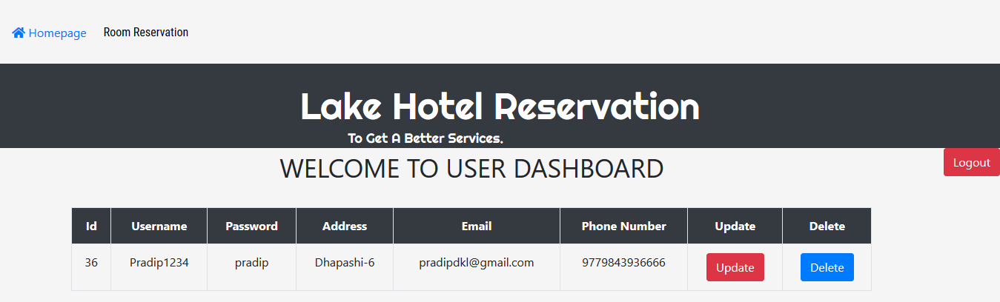 Homepage Room Reservation
Lake Hotel Reservation
To Get A Better Services.
WELCOME TO USER DASHBOARD
Logout
Id Username Password Address Email Phone Number Update Delete
36 Pradip1234 pradip Dhapashi-6 pradipdkl@gmail.com 9779843936666 Update Delete